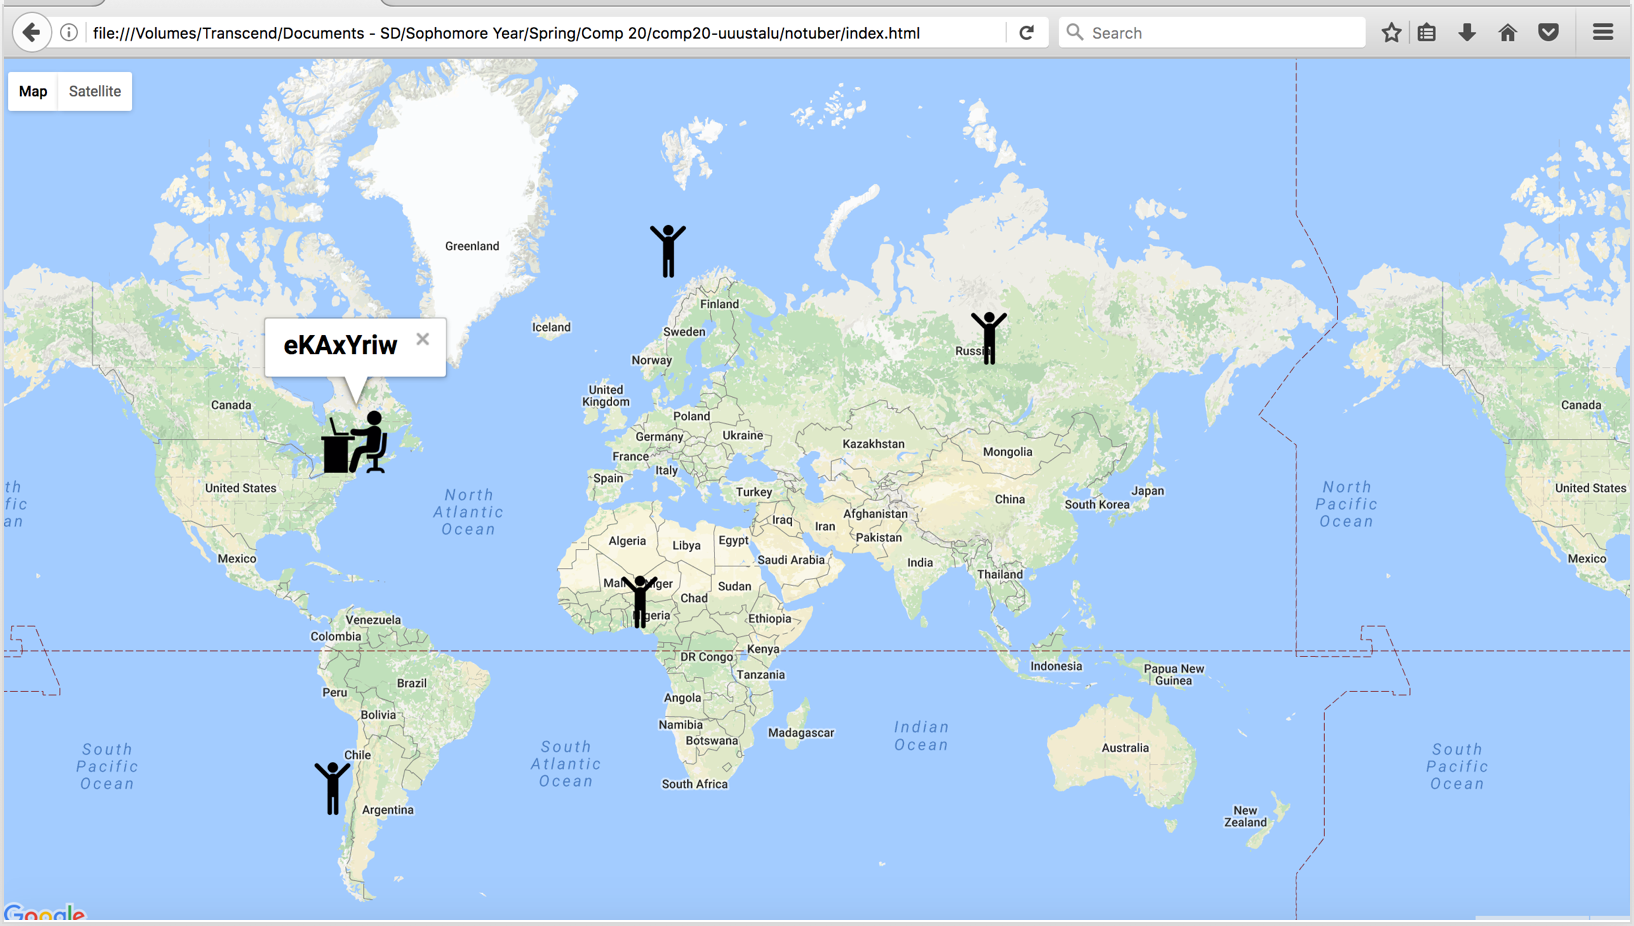 file:///Volumes/Transcend/Documents - SD/Sophomore Year/Spring/Comp 20/comp20-uuustalu/notuber/index.html
Search
Map
Satellite
Greenland
Finland
Iceland
Sweden
Norway
Russi
eKAxYriw
United
Kingdom
Canada
Canada
Poland
Germany
Ukraine
Kazakhstan
Mongolia
France
Italy
Spain
United States
Turkey
China
Japan
South Korea
United States
North
Atlantic
Ocean
North
Pacific
Ocean
th
fic
an
Iraq
Iran
Afghanistan
Pakistan
Algeria
Libya
Egypt
Saudi Arabia
India
Mexico
Mexico
Mal
ger
Sudan
Thailand
Chad
geria
Ethiopia
Venezuela
Colombia
DR Congo
Kenya
Indonesia
Papua New
Guinea
Brazil
Peru
Tanzania
Angola
Bolivia
Namibia
Botswana
Madagascar
Indian
Ocean
Australia
Chile
South
Pacific
Ocean
South
Atlantic
Ocean
South
Pacific
Ocean
South Africa
Argentina
New
Zealand
Google